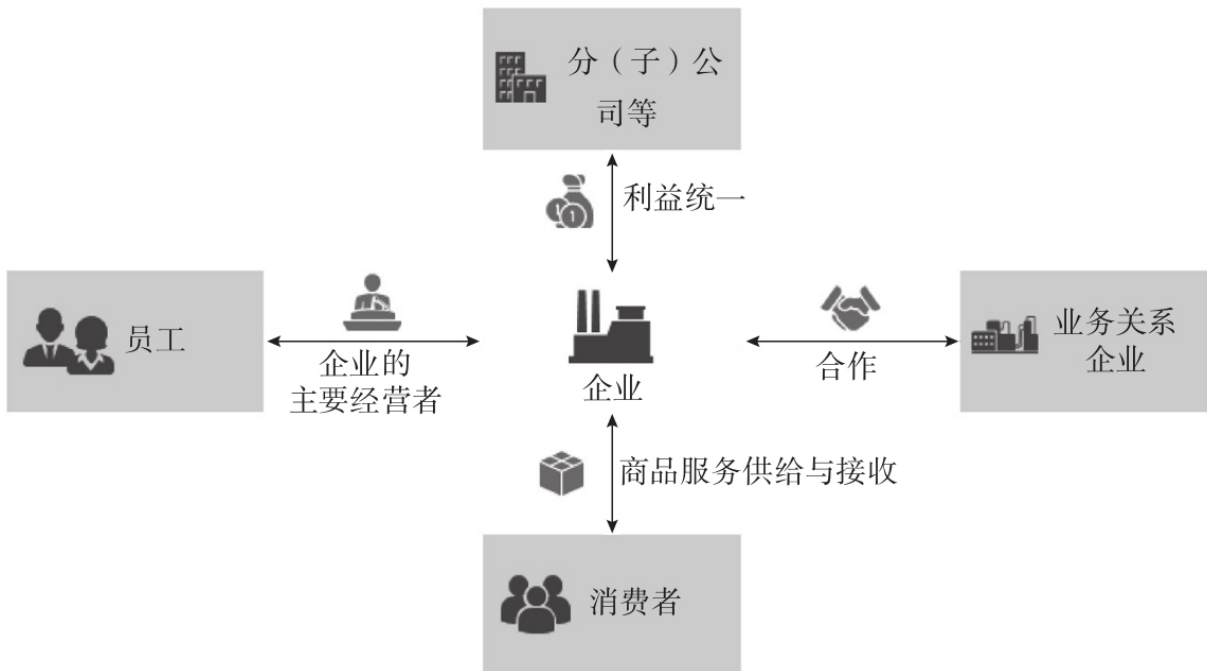 分（子）公
司等
利益统一
员工
企业的
主要经营者
企业
合作
业务关系
企业
商品服务供给与接收
消费者